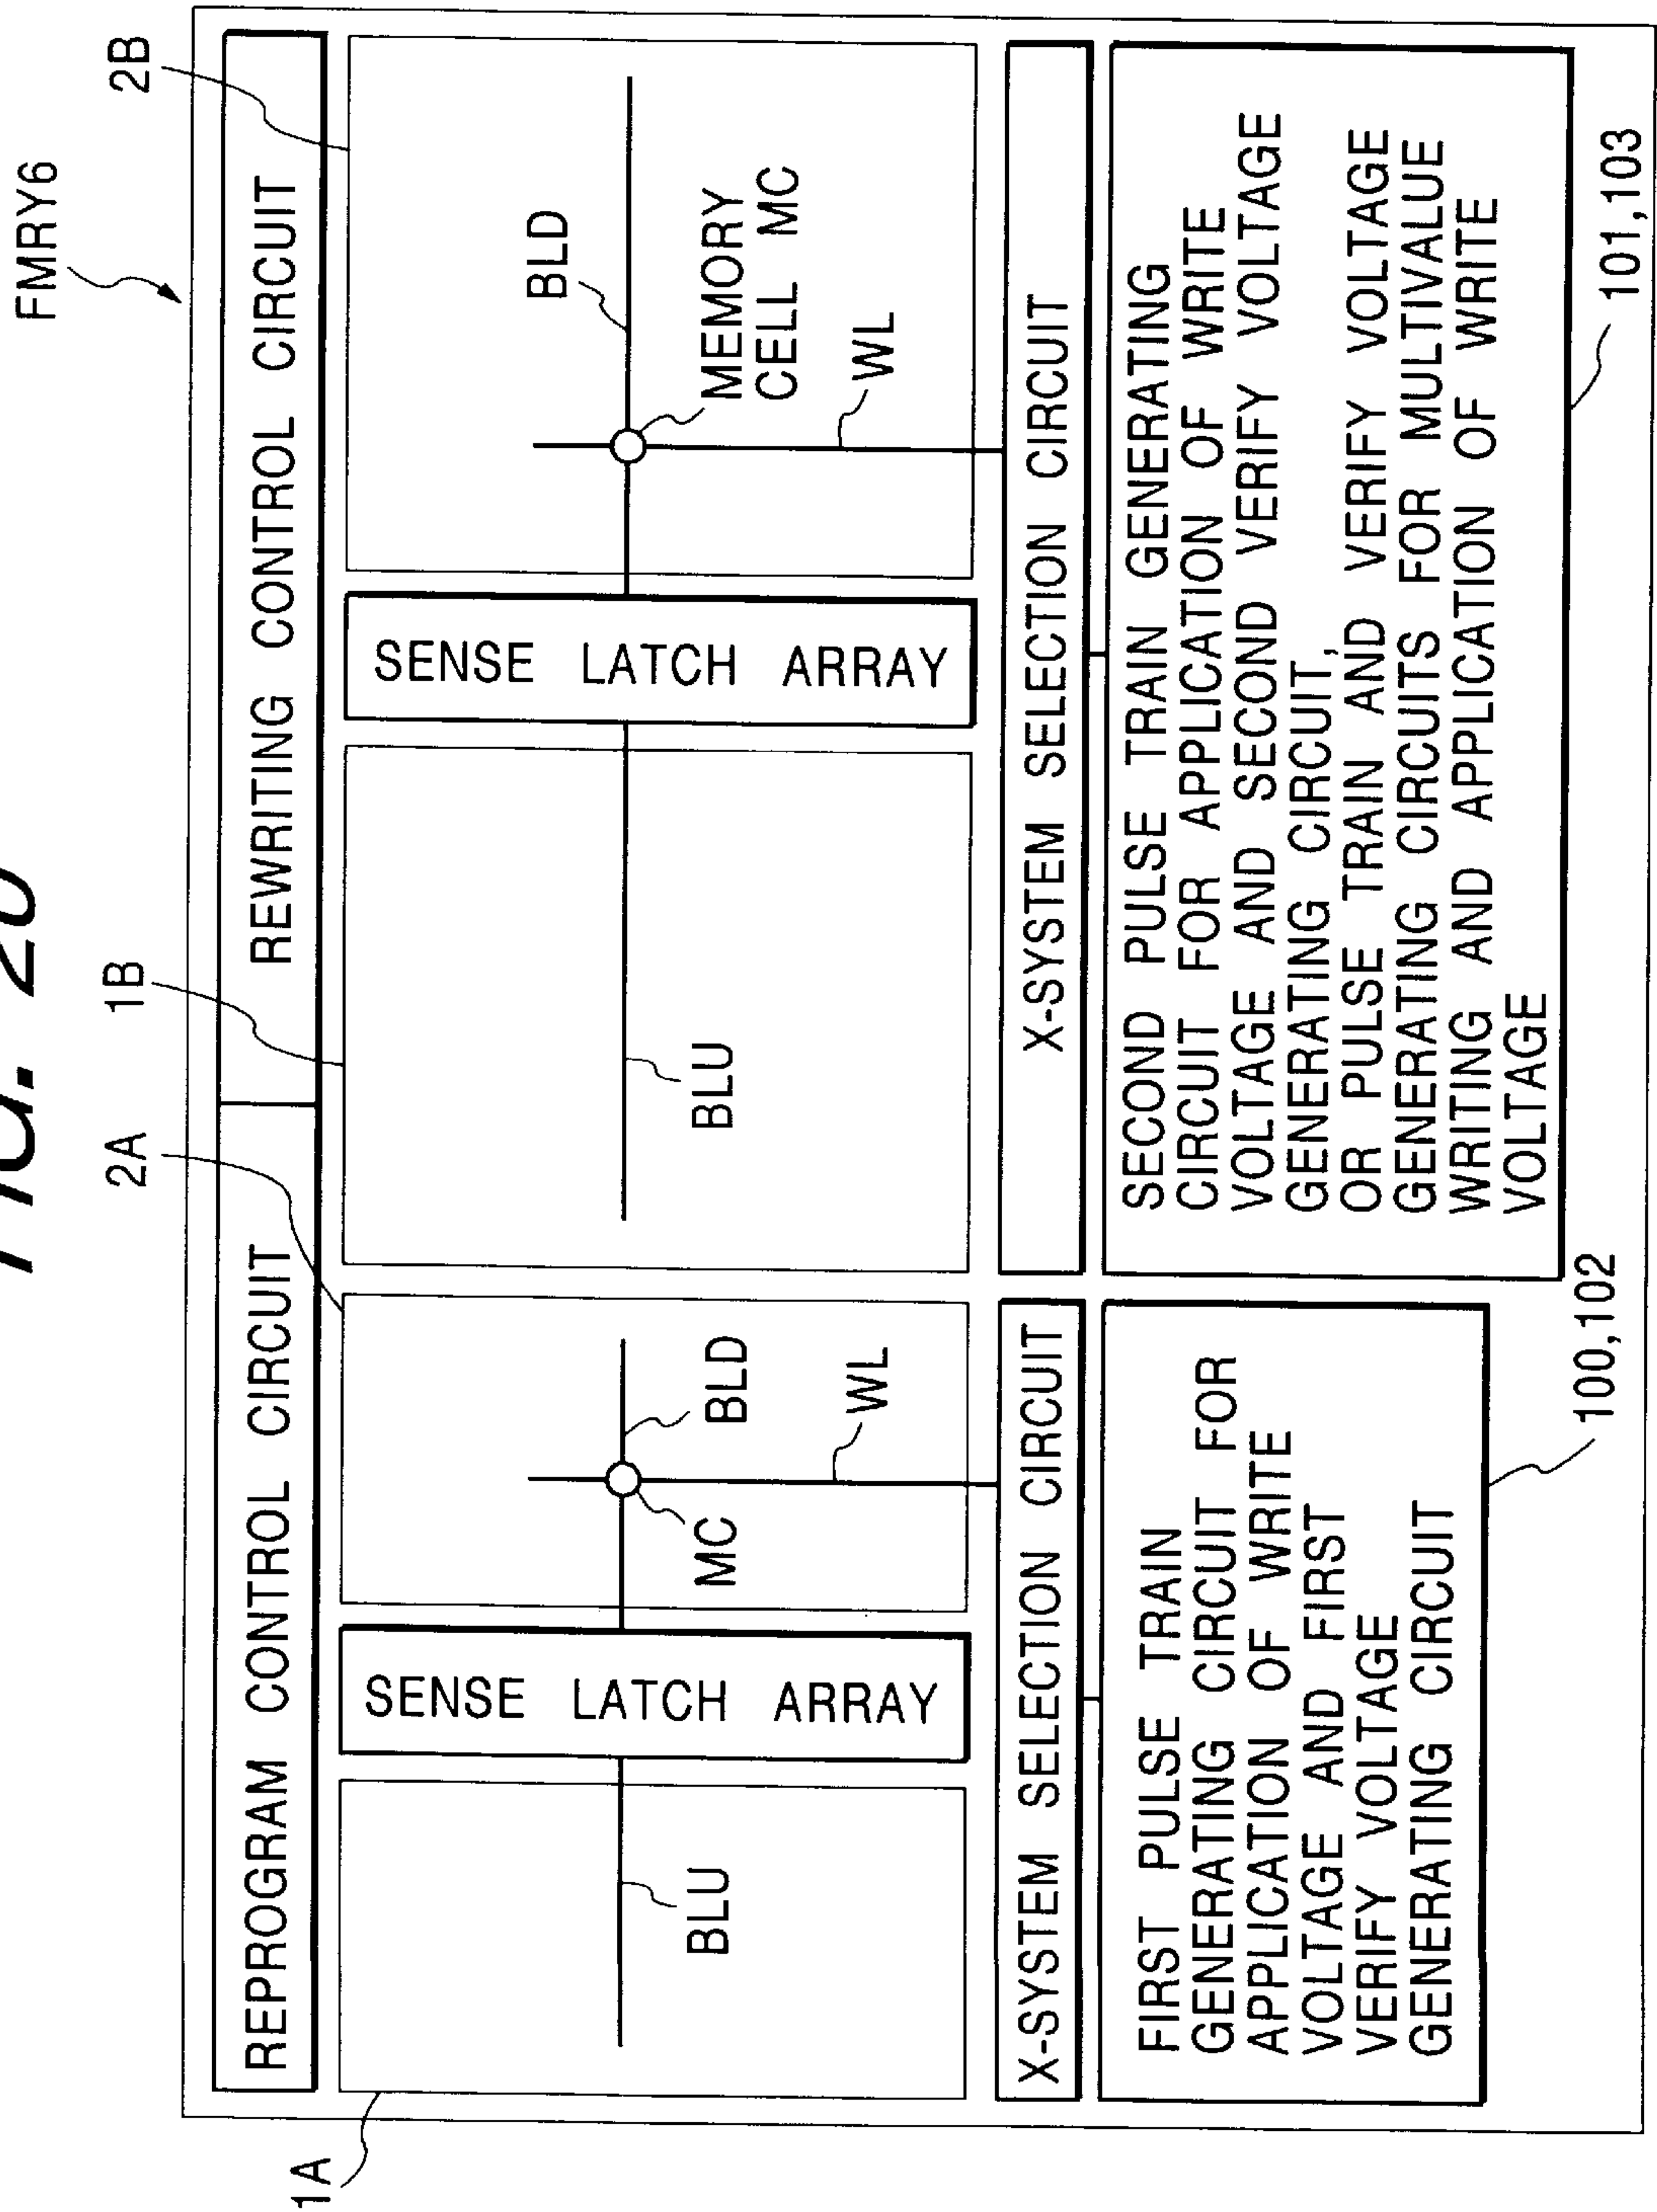 FIG. 20
FMRY6
1A
2A
1B
2B
REPROGRAM CONTROL CIRCUIT
REWRITING CONTROL CIRCUIT
BLU
SENSE LATCH ARRAY
MC
BLD
WL
BLU
SENSE LATCH ARRAY
BLD
MEMORY
CELL MC
WL
X-SYSTEM SELECTION CIRCUIT
X-SYSTEM SELECTION CIRCUIT
FIRST PULSE TRAIN
GENERATING CIRCUIT FOR
APPLICATION OF WRITE
VOLTAGE AND FIRST
VERIFY VOLTAGE
GENERATING CIRCUIT
100,102
SECOND PULSE TRAIN GENERATING
CIRCUIT FOR APPLICATION OF WRITE
VOLTAGE AND SECOND VERIFY VOLTAGE
GENERATING CIRCUIT,
OR PULSE TRAIN AND VERIFY VOLTAGE
GENERATING CIRCUITS FOR MULTIVALUE
WRITING AND APPLICATION OF WRITE
VOLTAGE
101,103